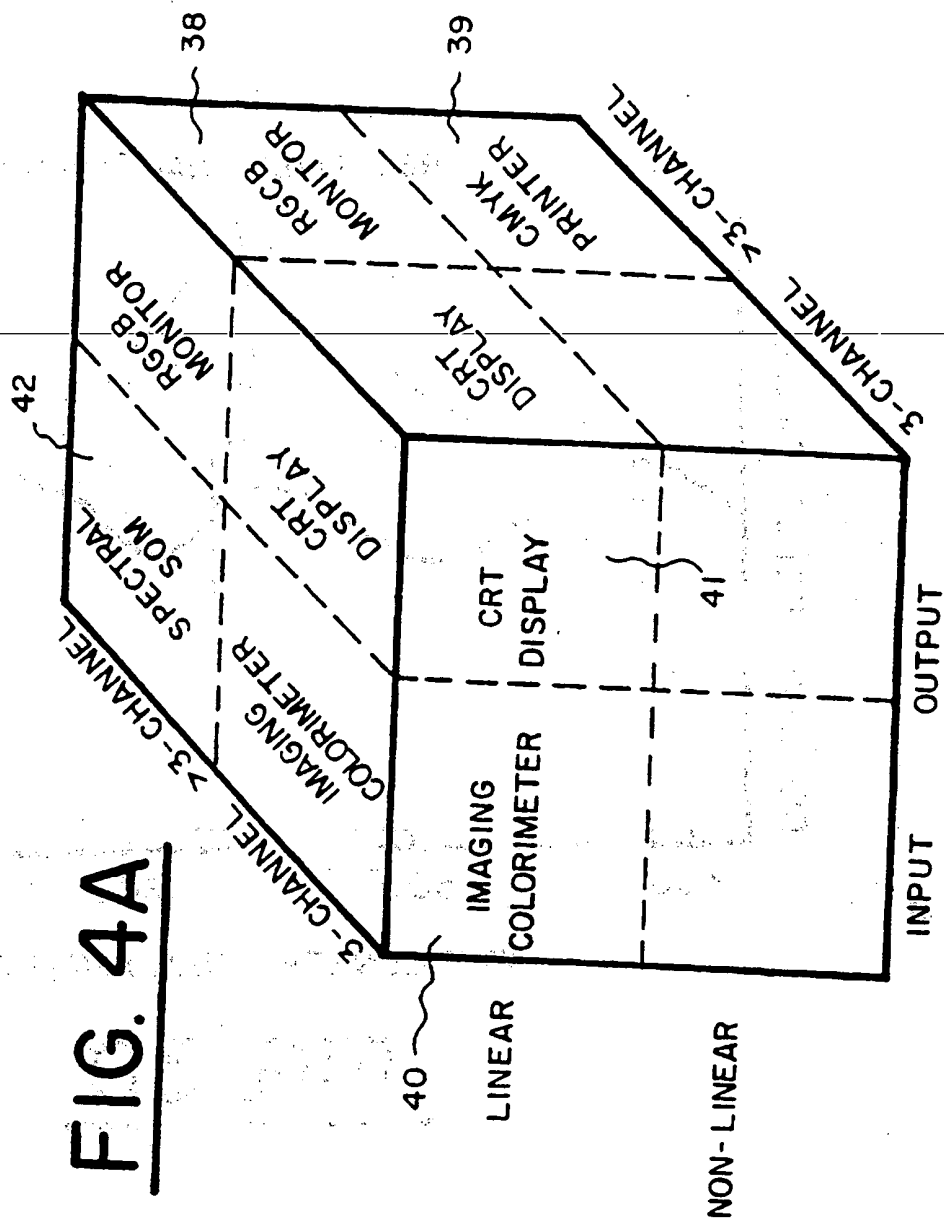 FIG. 4A
42
38
39
40
41
3-CHANNEL >3-CHANNEL
SPECTRAL
SOM
RGCB
MONITOR
IMAGING
COLORIMETER
CRT
DISPLAY
RGCB
MONITOR
CMYK
PRINTER
CRT
DISPLAY
IMAGING
COLORIMETER
CRT
DISPLAY
LINEAR
NON-LINEAR
INPUT
OUTPUT
3-CHANNEL >3-CHANNEL
CHANNEL